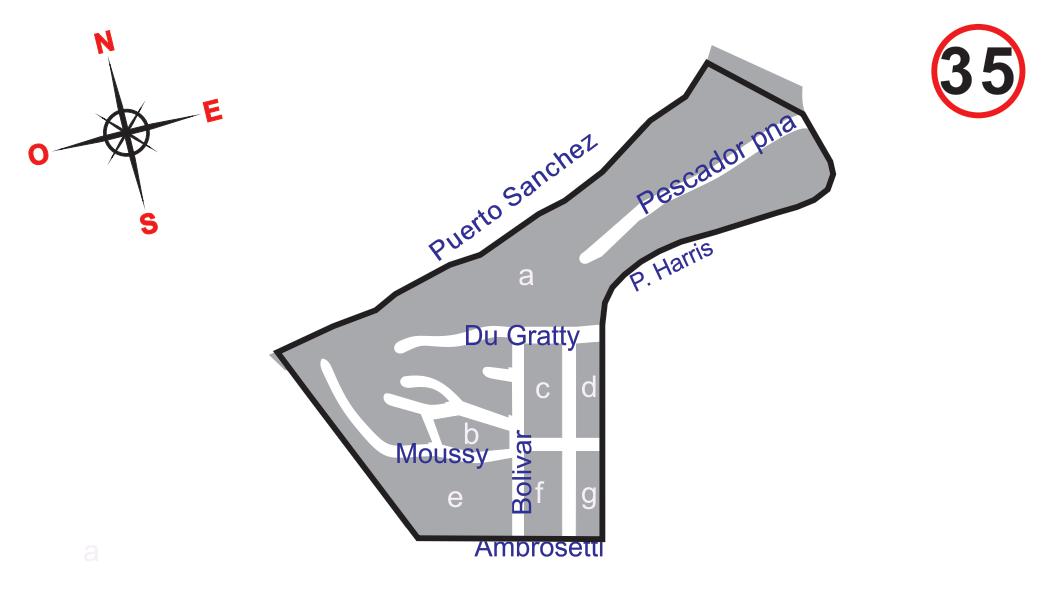 N
E
O
S
35
Puerto Sanchez
Pescador pna
P. Harris
a
Du Gratty
c
d
b
Moussy
Bolivar
e
f
g
Ambrosetti
a